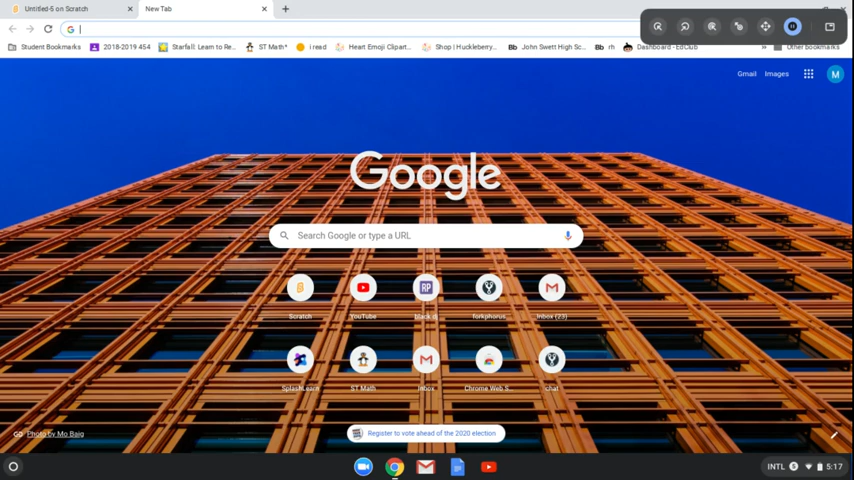 Untitled-5 on Scratch
New Tab
Student Bookmarks
2018-2019 454
Starfall: Learn to Re...
ST Math*
i read
Heart Emoji Clipart...
Shop | Huckleberry...
Bb John Swett High Sc...
Bb rh
Dashboard - EdClub
»
Other bookmarks
Gmail Images
M
Google
Search Google or type a URL
Scratch
YouTube
RP
Inbox (23)
SplashLearn
ST Math
Inbox
Chrome Web S...
chat
Photo by Mo Baig
Register to vote ahead of the 2020 election
INTL 5:17